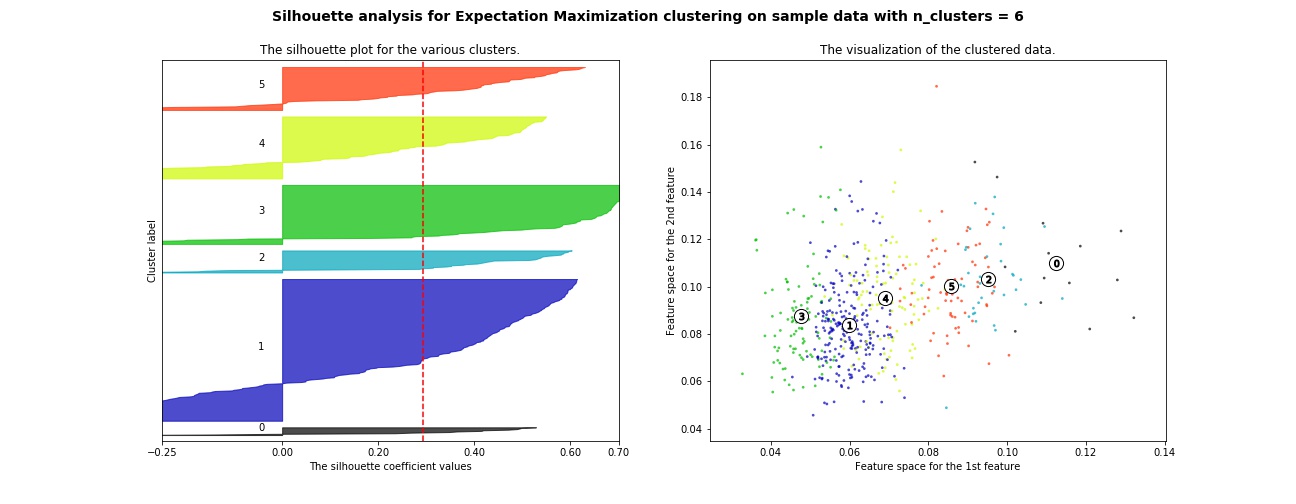 Silhouette analysis for Expectation Maximization clustering on sample data with n_clusters = 6
The silhouette plot for the various clusters.
Cluster label
5
4
3
2
1
0
−0.25 0.00 0.20 0.40 0.60 0.70
The silhouette coefficient values
The visualization of the clustered data.
Feature space for the 2nd feature
0.18
0.16
0.14
0.12
0.10
0.08
0.06
0.04
0
2
5
4
3
1
0.04 0.06 0.08 0.10 0.12 0.14
Feature space for the 1st feature